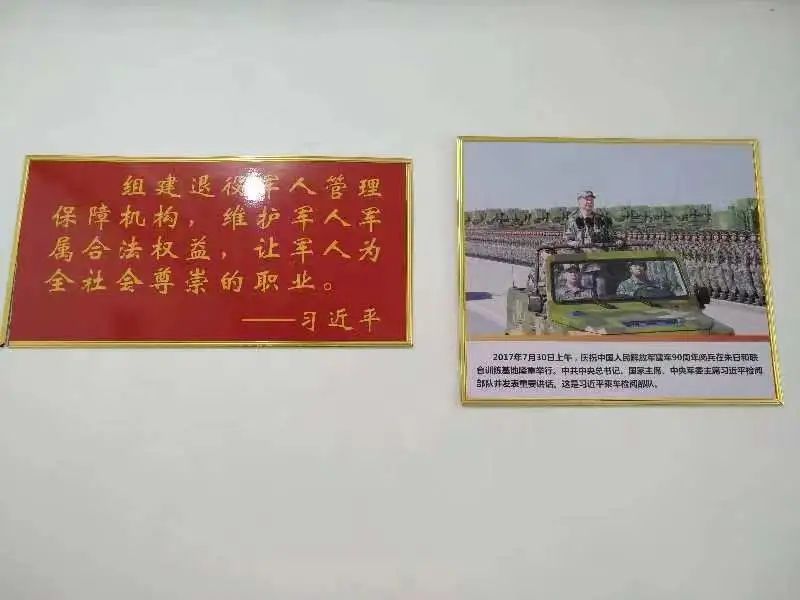 组建退役军人管理
保障机构，维护军人军
属合法权益，让军人为
全社会尊崇的职业。
——习近平
2017年7月30日上午，庆祝中国人民解放军建军90周年阅兵在朱日和联
合训练基地隆重举行。中共中央总书记、国家主席、中央军委主席习近平检阅
部队并发表重要讲话。这是习近平乘车检阅部队。